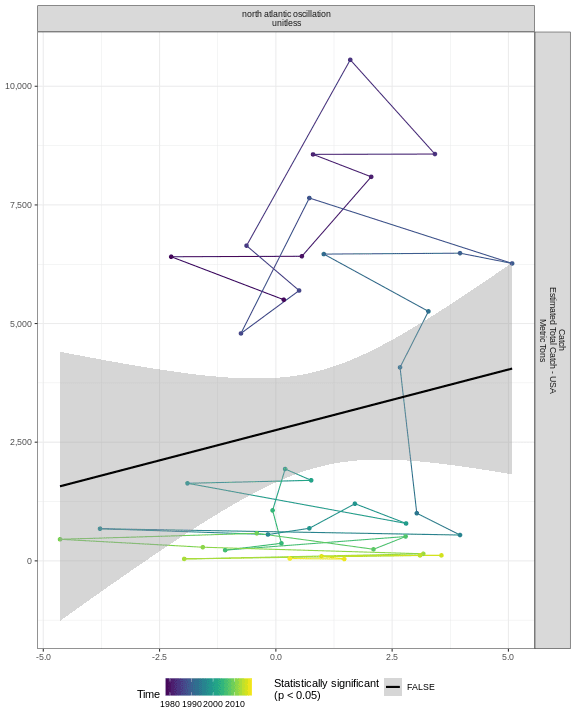 north atlantic oscillation
unitless
10,000
7,500
5,000
2,500
0
Catch
Estimated Total Catch - USA
Metric Tons
-5.0
-2.5
0.0
2.5
5.0
Time
1980 1990 2000 2010
Statistically significant
(p < 0.05)
FALSE